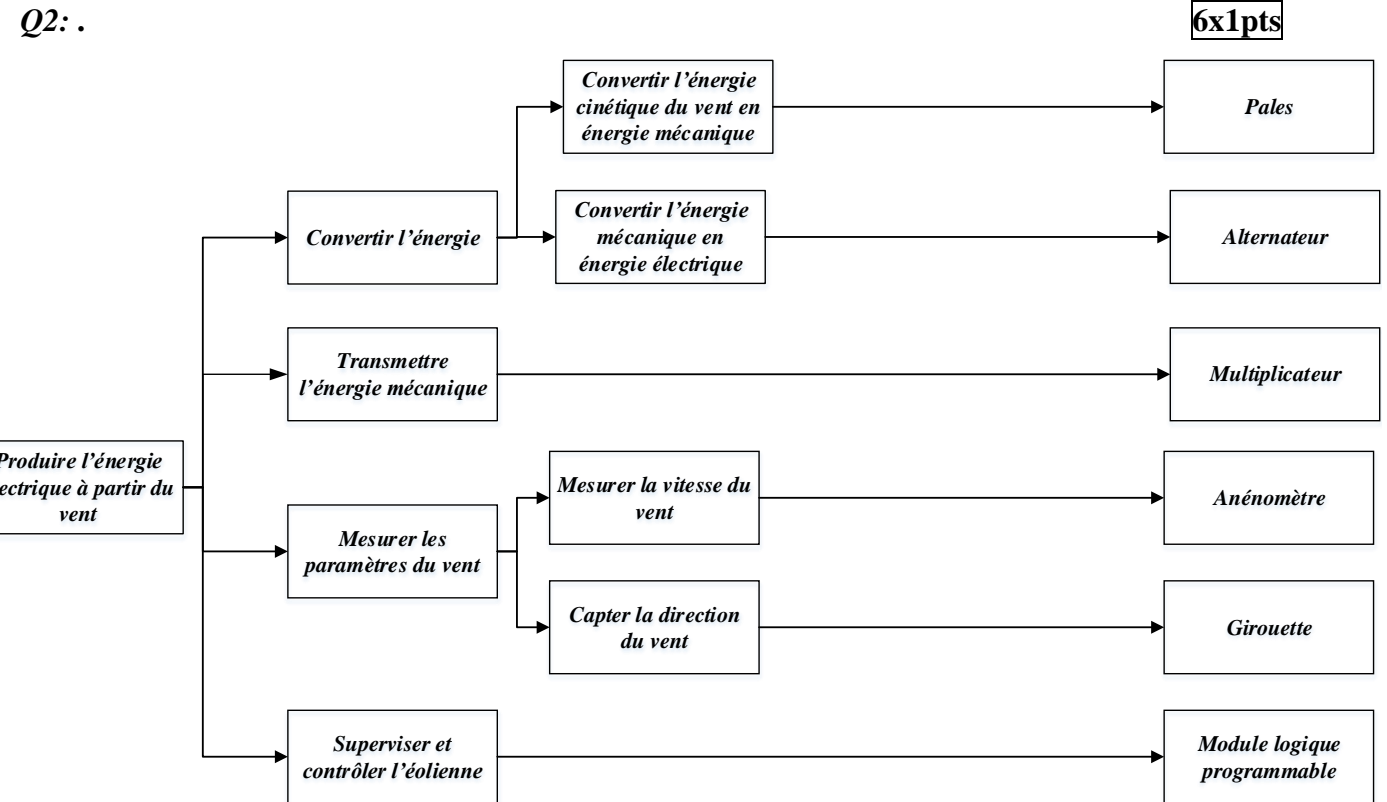 Q2: .
6x1pts
Convertir l’énergie
cinétique du vent en
énergie mécanique
Pales
Convertir l’énergie
Convertir l’énergie
mécanique en
énergie électrique
Alternateur
Transmettre
l’énergie mécanique
Multiplicateur
Produire l’énergie
ectrique à partir du
vent
Mesurer les
paramètres du vent
Mesurer la vitesse du
vent
Anénomètre
Capter la direction
du vent
Girouette
Superviser et
contrôler l’éolienne
Module logique
programmable